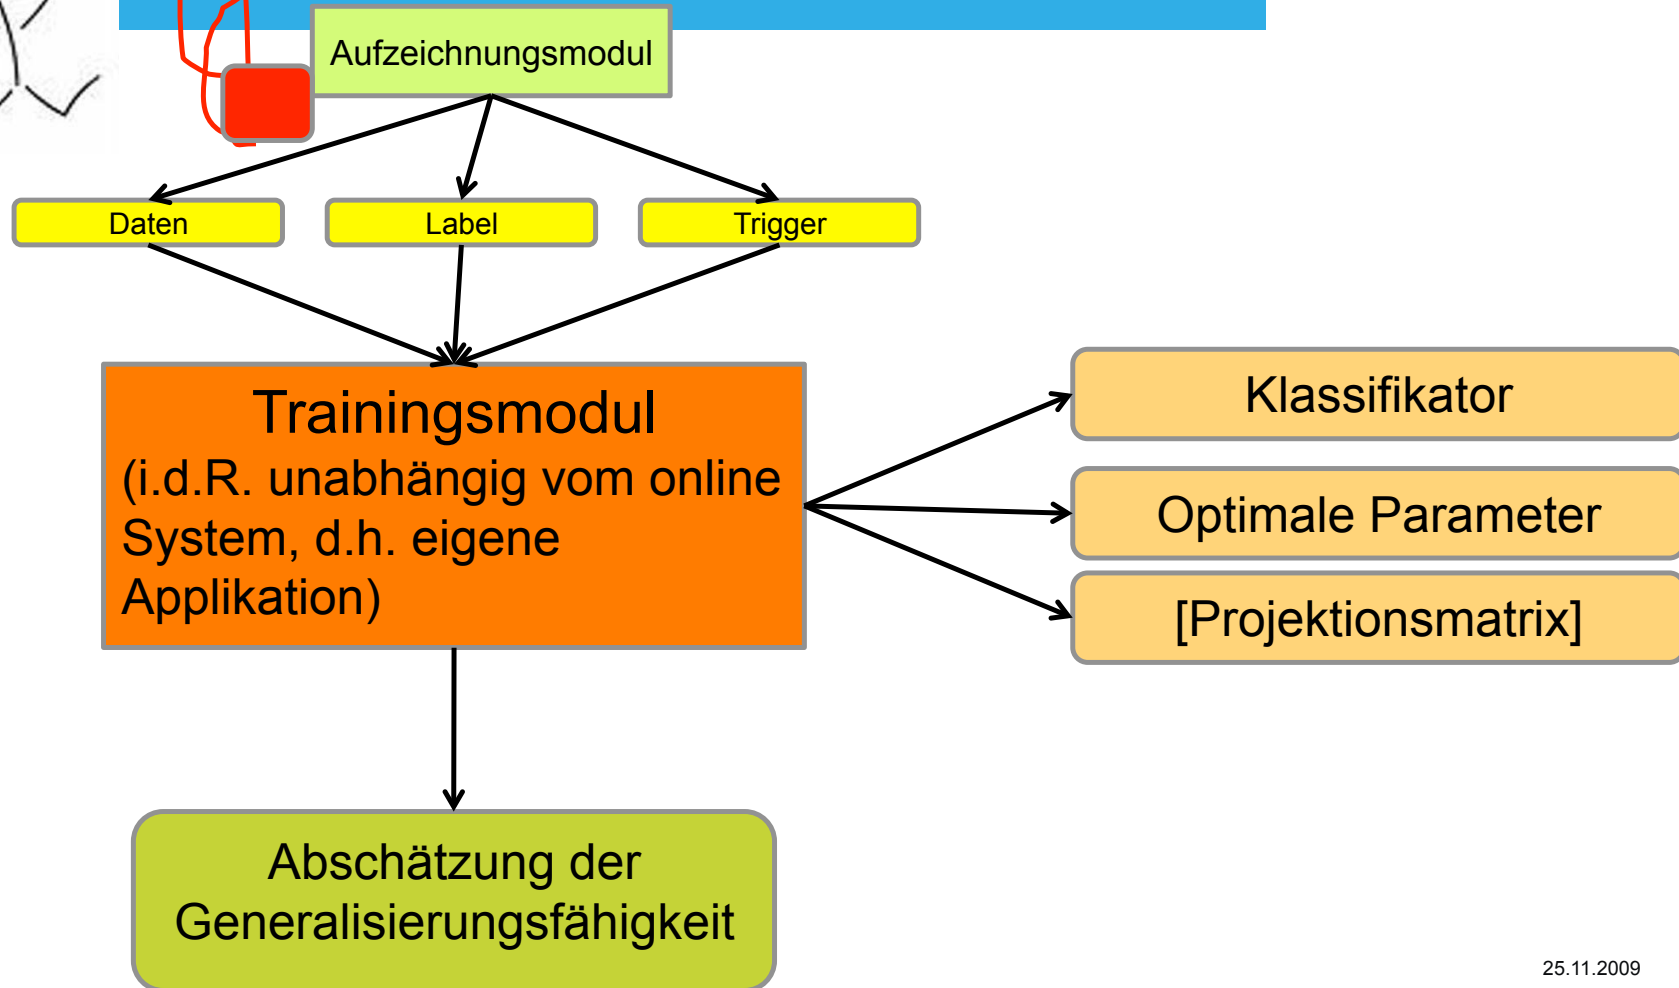 Aufzeichnungsmodul
Daten
Label
Trigger
Trainingsmodul
(i.d.R. unabhängig vom online
System, d.h. eigene
Applikation)
Klassifikator
Optimale Parameter
[Projektionsmatrix]
Abschätzung der
Generalisierungsfähigkeit
25.11.2009